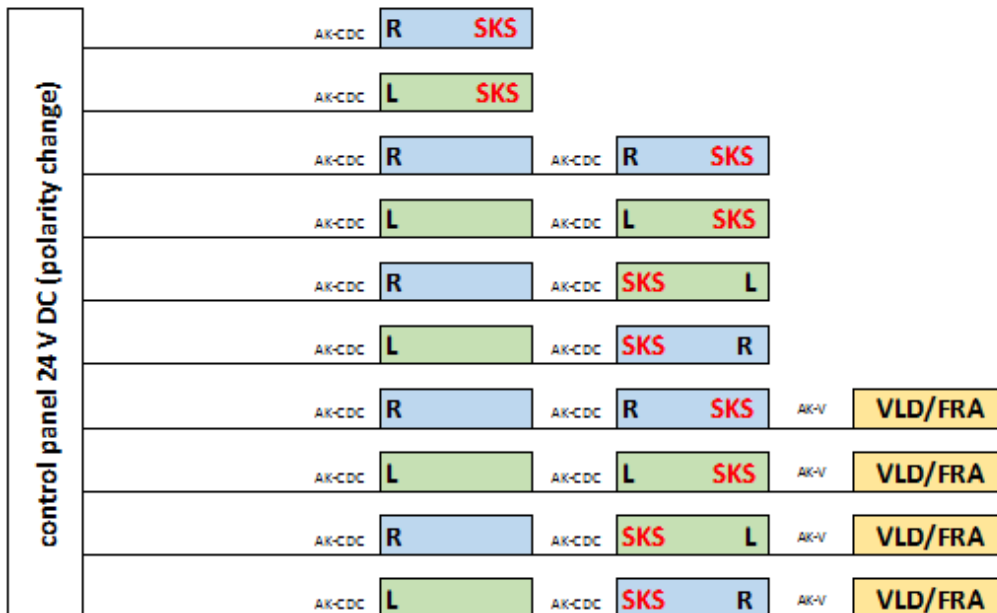 control panel 24 V DC (polarity change)
AK-CDC R SKS
AK-CDC L SKS
AK-CDC R AK-CDC R SKS
AK-CDC L AK-CDC L SKS
AK-CDC R AK-CDC SKS L
AK-CDC L AK-CDC SKS R
AK-CDC R AK-CDC R SKS AK-V VLD/FRA
AK-CDC L AK-CDC L SKS AK-V VLD/FRA
AK-CDC R AK-CDC SKS L AK-V VLD/FRA
AK-CDC L AK-CDC SKS R AK-V VLD/FRA